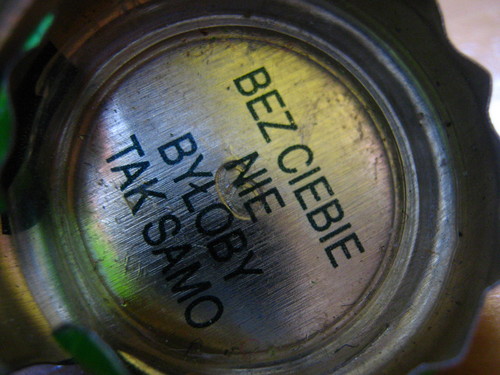 BEZ CIEBIE
NIE
BYŁOBY
TAK SAMO